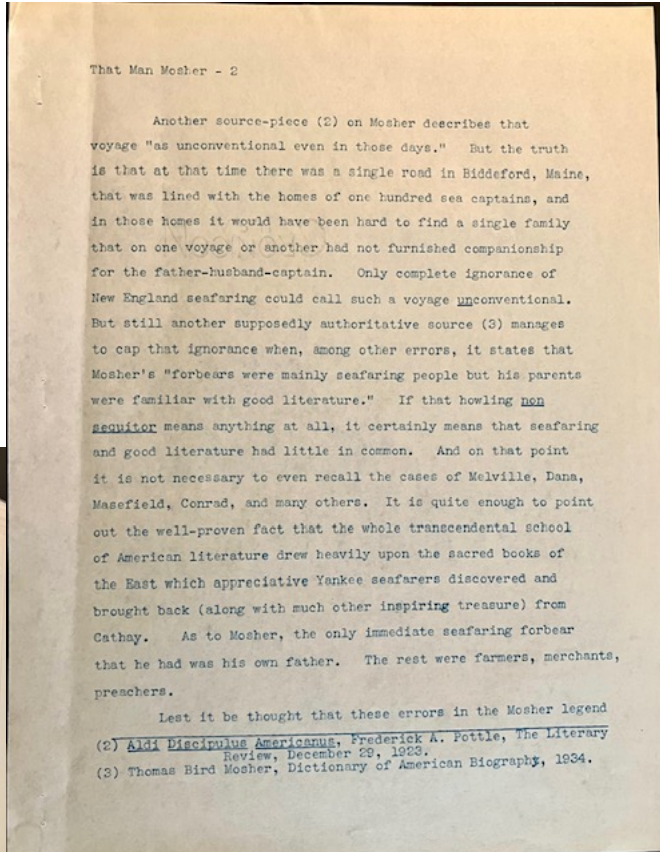 That Man Mosher - 2
Another source-piece (2) on Mosher describes that
voyage "as unconventional even in those days." But the truth
is that at that time there was a single road in Biddeford, Maine,
that was lined with the homes of one hundred sea captains, and
in those homes it would have been hard to find a single family
that on one voyage or another had not furnished companionship
for the father-husband-captain. Only complete ignorance of
New England seafaring could call such a voyage unconventional.
But still another supposedly authoritative source (3) manages
to cap that ignorance when, among other errors, it states that
Mosher's "forbears were mainly seafaring people but his parents
were familiar with good literature." If that howling non
sequitor means anything at all, it certainly means that seafaring
and good literature had little in common. And on that point
it is not necessary to even recall the cases of Melville, Dana,
Masefield, Conrad, and many others. It is quite enough to point
out the well-proven fact that the whole transcendental school
of American literature drew heavily upon the sacred books of
the East which appreciative Yankee seafarers discovered and
brought back (along with much other inspiring treasure) from
Cathay. As to Mosher, the only immediate seafaring forbear
that he had was his own father. The rest were farmers, merchants,
preachers.
Lest it be thought that these errors in the Mosher legend
(2) Aldi Discipulus Americanus, Frederick A. Pottle, The Literary
Review, December 29, 1923.
(3) Thomas Bird Mosher, Dictionary of American Biography, 1934.